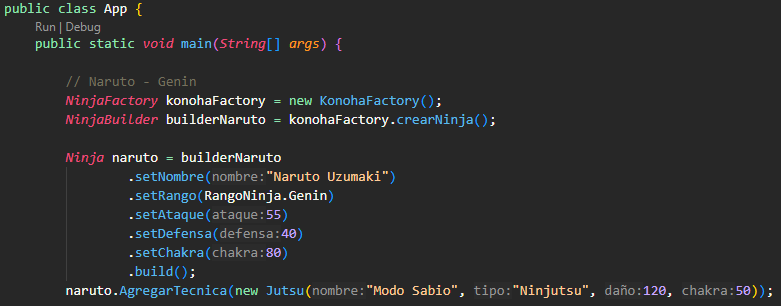 public class App {
Run | Debug
public static void main(String[] args) {
// Naruto - Genin
NinjaFactory konohaFactory = new KonohaFactory();
NinjaBuilder builderNaruto = konohaFactory.crearNinja();
Ninja naruto = builderNaruto
.setNombre(nombre:"Naruto Uzumaki")
.setRango(RangoNinja.Genin)
.setAtaque(ataque:55)
.setDefensa(defensa:40)
.setChakra(chakra:80)
.build();
naruto.AgregarTecnica(new Jutsu(nombre:"Modo Sabio", tipo:"Ninjutsu", daño:120, chakra:50));